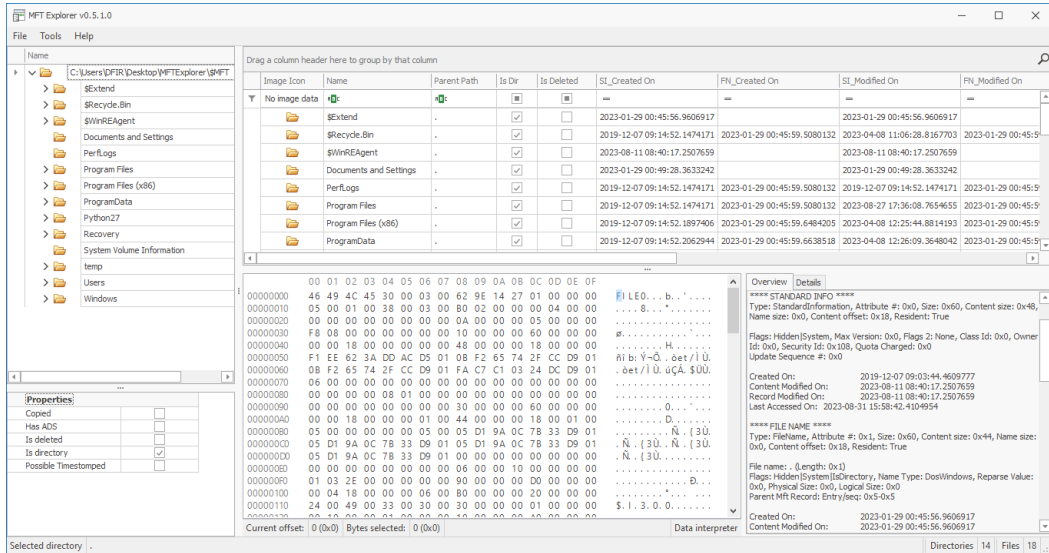 MFT Explorer v0.5.1.0
File Tools Help
Name
C:\Users\DFIR\Desktop\MFTExplorer\$MFT
$Extend
$Recycle.Bin
$WinREAgent
Documents and Settings
PerfLogs
Program Files
Program Files (x86)
ProgramData
Python27
Recovery
System Volume Information
temp
Users
Windows
Properties
Copied
Has ADS
Is deleted
Is directory
Possible Timestomped
Drag a column header here to group by that column
Image Icon Name Parent Path Is Dir Is Deleted SI_Created On FN_Created On SI_Modified On FN_Modified On
No image data = = = =
$Extend . 2023-01-29 00:45:56.9606917 2023-01-29 00:45:56.9606917
$Recycle.Bin . 2019-12-07 09:14:52.1474171 2023-01-29 00:45:59.5080132 2023-04-08 11:06:28.8167703 2023-01-29 00:45:5
$WinREAgent . 2023-08-11 08:40:17.2507659 2023-08-11 08:40:17.2507659
Documents and Settings . 2023-01-29 00:49:28.3633242 2023-01-29 00:49:28.3633242
PerfLogs . 2019-12-07 09:14:52.1474171 2023-01-29 00:45:59.5080132 2019-12-07 09:14:52.1474171 2023-01-29 00:45:5
Program Files . 2019-12-07 09:14:52.1474171 2023-01-29 00:45:59.5080132 2023-08-27 17:36:08.7654655 2023-01-29 00:45:5
Program Files (x86) . 2019-12-07 09:14:52.1897406 2023-01-29 00:45:59.6484205 2023-04-08 12:25:44.8814193 2023-01-29 00:45:5
ProgramData . 2019-12-07 09:14:52.2062944 2023-01-29 00:45:59.6638518 2023-04-08 12:26:09.3648042 2023-01-29 00:45:5
00 01 02 03 04 05 06 07 08 09 0A 0B 0C 0D 0E 0F
00000000 46 49 4C 45 30 00 03 00 62 9E 14 27 01 00 00 00 FILE0...b..'....
00000010 05 00 01 00 38 00 03 00 B0 02 00 00 00 04 00 00 ....8...°.......
00000020 00 00 00 00 00 00 00 00 0A 00 00 00 05 00 00 00 ................
00000030 F8 08 00 00 00 00 00 00 10 00 00 00 60 00 00 00 ø...........`...
00000040 00 00 18 00 00 00 00 00 48 00 00 00 18 00 00 00 ........H.......
00000050 F1 EE 62 3A DD AC D5 01 0B F2 65 74 2F CC D9 01 ñîb:Ý¬Õ..òet/ÌÙ.
00000060 0B F2 65 74 2F CC D9 01 FA C7 C1 03 24 DC D9 01 .òet/ÌÙ.úÇÁ.$ÜÙ.
00000070 06 00 00 00 00 00 00 00 00 00 00 00 00 00 00 00 ................
00000080 00 00 00 00 08 01 00 00 00 00 00 00 00 00 00 00 ................
00000090 00 00 00 00 00 00 00 00 30 00 00 00 60 00 00 00 ........0...`...
000000A0 00 00 18 00 00 00 01 00 44 00 00 00 18 00 01 00 ........D.......
000000B0 05 00 00 00 00 00 05 00 05 D1 9A 0C 7B 33 D9 01 .........Ñ..{3Ù.
000000C0 05 D1 9A 0C 7B 33 D9 01 05 D1 9A 0C 7B 33 D9 01 .Ñ..{3Ù..Ñ..{3Ù.
000000D0 05 D1 9A 0C 7B 33 D9 01 00 00 00 00 00 00 00 00 .Ñ..{3Ù.........
000000E0 00 00 00 00 00 00 00 00 06 00 00 10 00 00 00 00 ................
000000F0 01 03 2E 00 00 00 00 00 90 00 00 00 D0 00 00 00 ............Ð...
00000100 00 04 18 00 00 00 06 00 B0 00 00 00 20 00 00 00 ........°... ...
00000110 24 00 49 00 33 00 30 00 30 00 00 00 01 00 00 00 $.I.3.0.0.......
Current offset: 0 (0x0) Bytes selected: 0 (0x0) Data interpreter
Overview Details
**** STANDARD INFO ****
Type: StandardInformation, Attribute #: 0x0, Size: 0x60, Content size: 0x48,
Name size: 0x0, Content offset: 0x18, Resident: True
Flags: Hidden|System, Max Version: 0x0, Flags 2: None, Class Id: 0x0, Owner
Id: 0x0, Security Id: 0x108, Quota Charged: 0x0
Update Sequence #: 0x0
Created On: 2019-12-07 09:03:44.4609777
Content Modified On: 2023-08-11 08:40:17.2507659
Record Modified On: 2023-08-11 08:40:17.2507659
Last Accessed On: 2023-08-31 15:58:42.4104954
**** FILE NAME ****
Type: FileName, Attribute #: 0x1, Size: 0x60, Content size: 0x44, Name size:
0x0, Content offset: 0x18, Resident: True
File name: . (Length: 0x1)
Flags: Hidden|System|IsDirectory, Name Type: DosWindows, Reparse Value:
0x0, Physical Size: 0x0, Logical Size: 0x0
Parent Mft Record: Entry/seq: 0x5-0x5
Created On: 2023-01-29 00:45:56.9606917
Content Modified On: 2023-01-29 00:45:56.9606917
Selected directory . Directories 14 Files 18